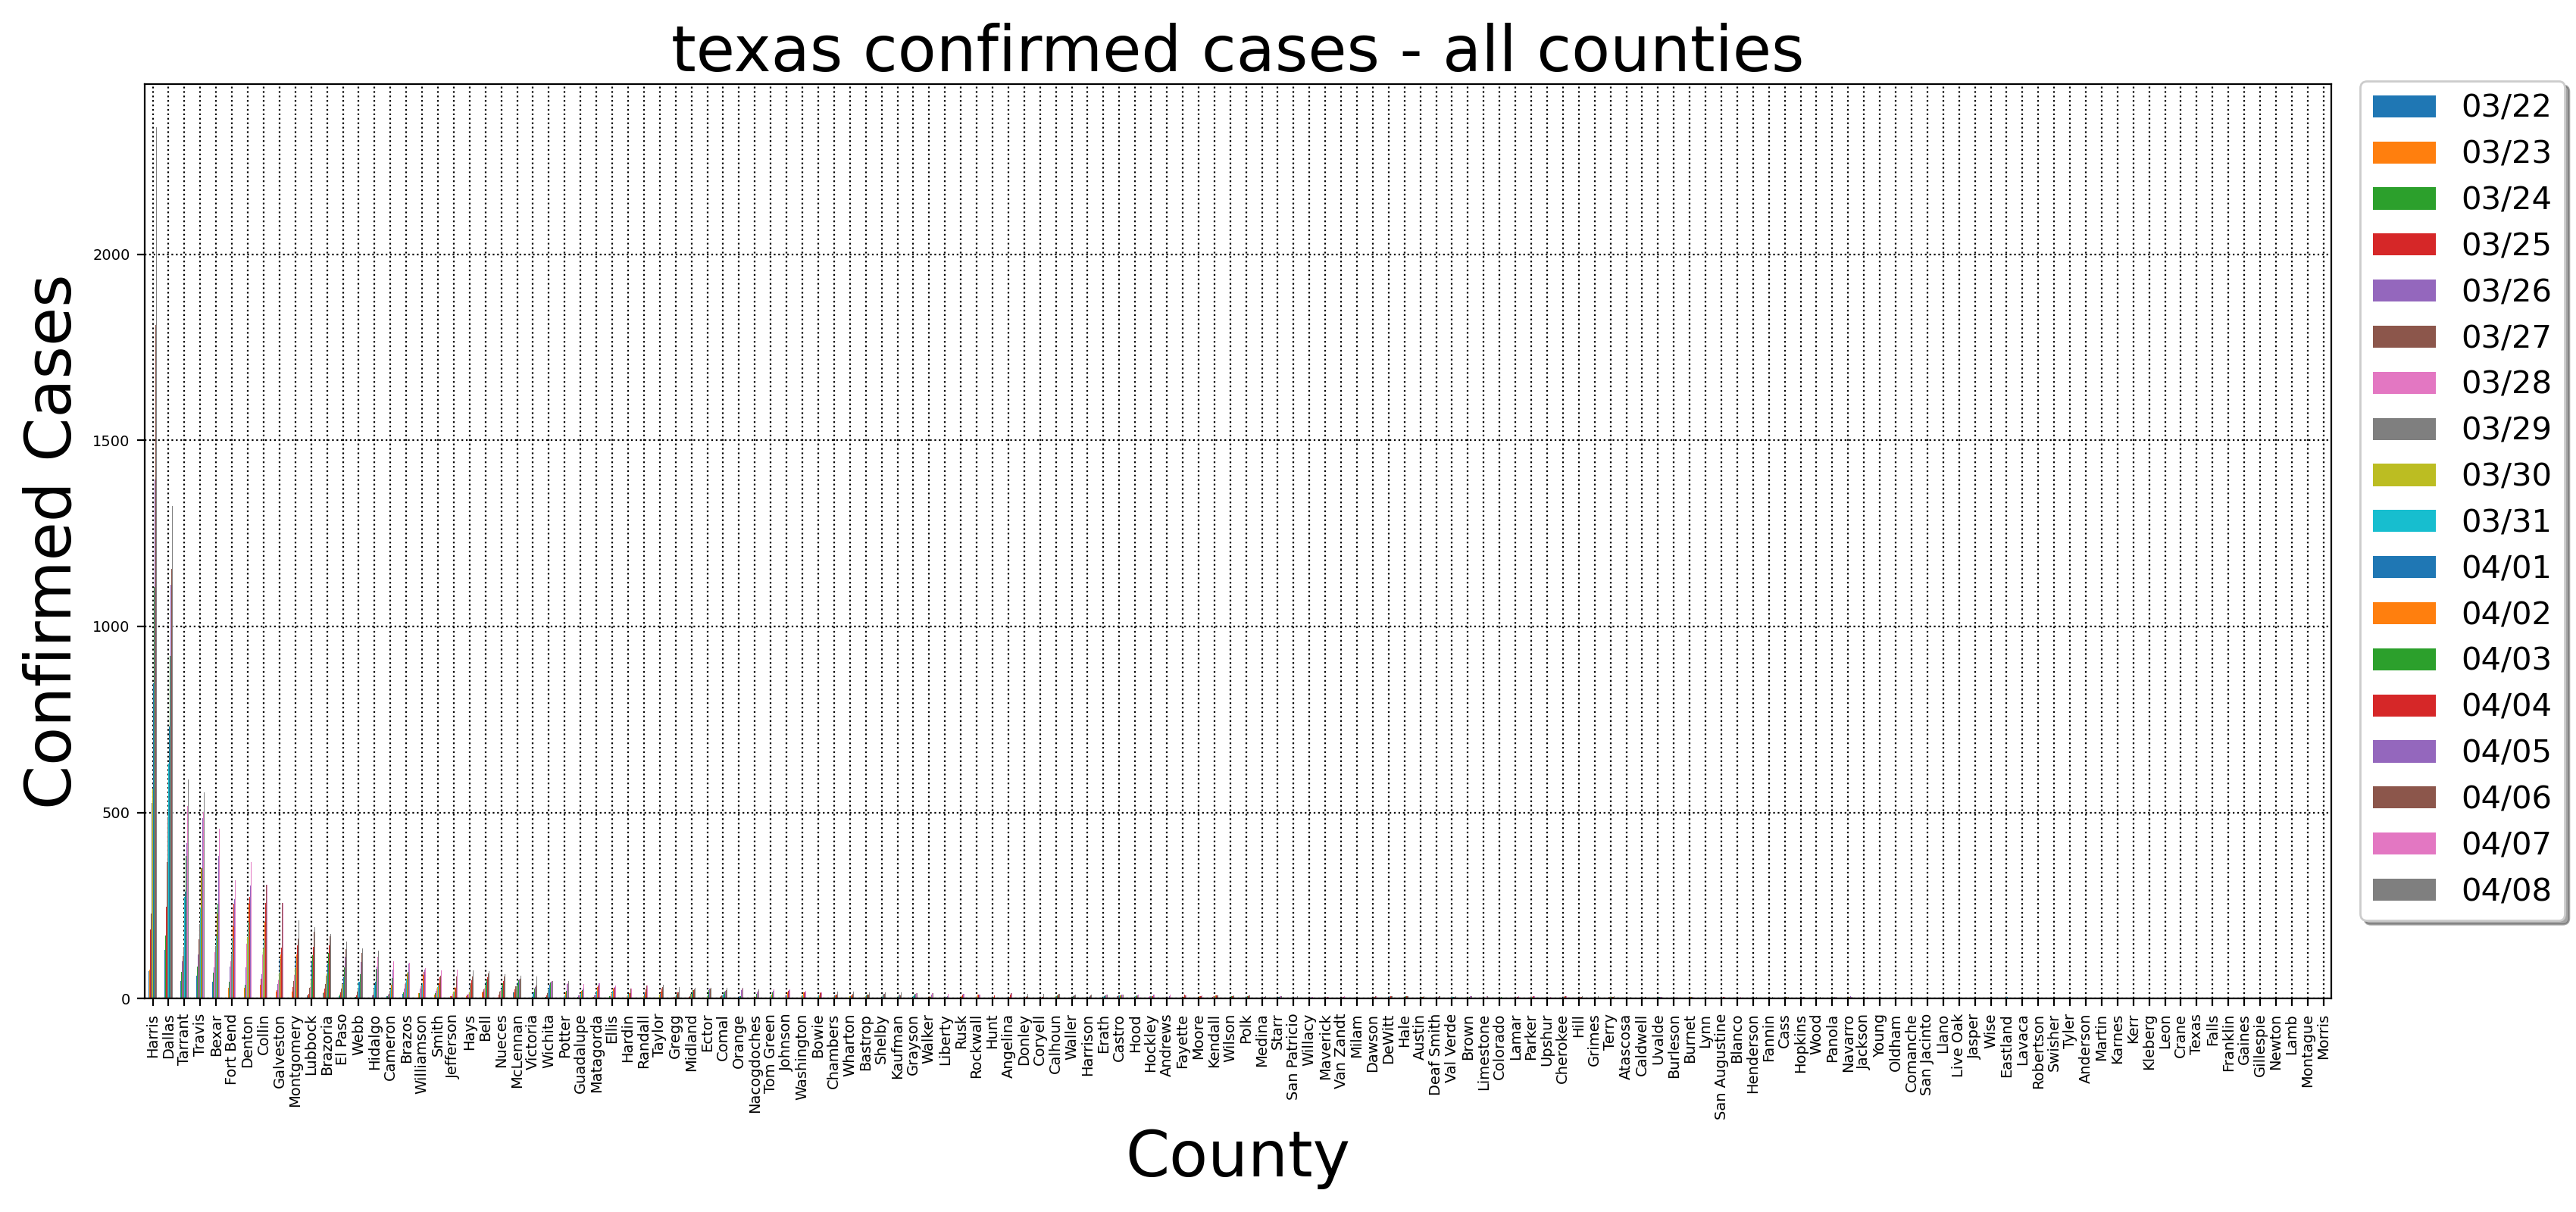 texas confirmed cases - all counties
Confirmed Cases
2000
1500
1000
500
0
03/22
03/23
03/24
03/25
03/26
03/27
03/28
03/29
03/30
03/31
04/01
04/02
04/03
04/04
04/05
04/06
04/07
04/08
Harris
Dallas
Tarrant
Travis
Bexar
Fort Bend
Denton
Collin
Galveston
Montgomery
Lubbock
Brazoria
El Paso
Webb
Hidalgo
Cameron
Brazos
Williamson
Smith
Jefferson
Hays
Bell
Nueces
McLennan
Victoria
Wichita
Potter
Guadalupe
Matagorda
Ellis
Hardin
Randall
Taylor
Gregg
Midland
Ector
Comal
Orange
Nacogdoches
Tom Green
Johnson
Washington
Bowie
Chambers
Wharton
Bastrop
Shelby
Kaufman
Grayson
Walker
Liberty
Rusk
Rockwall
Hunt
Angelina
Donley
Coryell
Calhoun
Waller
Harrison
Erath
Castro
Hood
Hockley
Andrews
Fayette
Moore
Kendall
Wilson
Polk
Medina
Starr
San Patricio
Willacy
Maverick
Van Zandt
Milam
Dawson
DeWitt
Hale
Austin
Deaf Smith
Val Verde
Brown
Limestone
Colorado
Lamar
Parker
Upshur
Cherokee
Hill
Grimes
Terry
Atascosa
Caldwell
Uvalde
Burleson
Burnet
Lynn
San Augustine
Blanco
Henderson
Fannin
Cass
Hopkins
Wood
Panola
Navarro
Jackson
Young
Oldham
Comanche
San Jacinto
Llano
Live Oak
Jasper
Wise
Eastland
Lavaca
Robertson
Swisher
Tyler
Anderson
Martin
Karnes
Kerr
Kleberg
Leon
Crane
Texas
Falls
Franklin
Gaines
Gillespie
Newton
Lamb
Montague
Morris
County